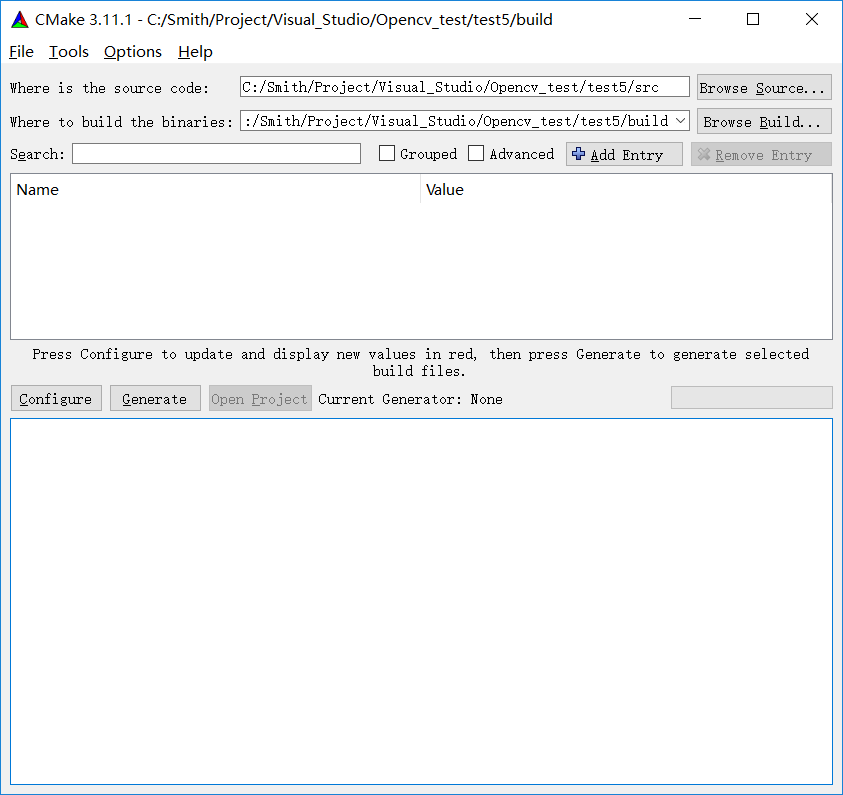 CMake 3.11.1 - C:/Smith/Project/Visual_Studio/Opencv_test/test5/build
File Tools Options Help
Where is the source code: C:/Smith/Project/Visual_Studio/Opencv_test/test5/src Browse Source...
Where to build the binaries: :/Smith/Project/Visual_Studio/Opencv_test/test5/build Browse Build...
Search: Grouped Advanced Add Entry Remove Entry
Name Value
Press Configure to update and display new values in red, then press Generate to generate selected
build files.
Configure Generate Open Project Current Generator: None